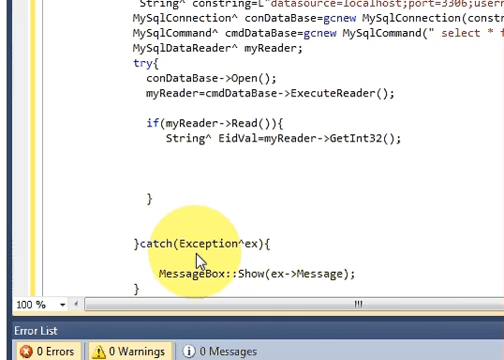 String^ constring=L"datasource=localhost;port=3306;user
MySqlConnection^ conDataBase=gcnew MySqlConnection(constr
MySqlCommand^ cmdDataBase=gcnew MySqlCommand(" select * f
MySqlDataReader^ myReader;
try{
conDataBase->Open();
myReader=cmdDataBase->ExecuteReader();
if(myReader->Read()){
String^ EidVal=myReader->GetInt32();
}
}catch(Exception^ex){
MessageBox::Show(ex->Message);
}
100 %
Error List
0 Errors
0 Warnings
0 Messages